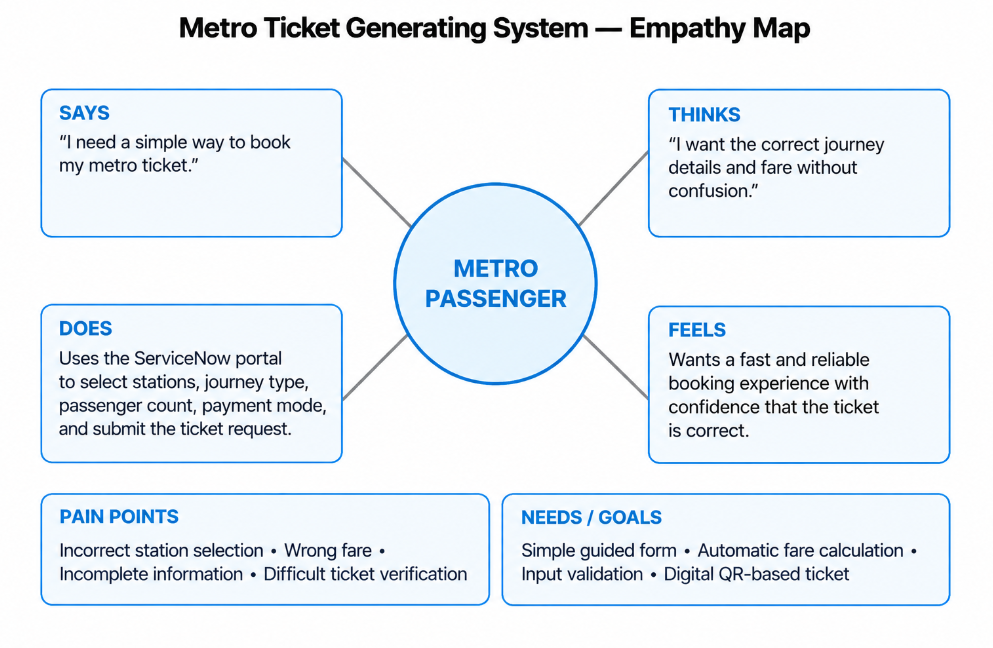 Metro Ticket Generating System — Empathy Map
SAYS
“I need a simple way to book
my metro ticket.”
THINKS
“I want the correct journey
details and fare without
confusion.”
METRO
PASSENGER
DOES
Uses the ServiceNow portal
to select stations, journey type,
passenger count, payment mode,
and submit the ticket request.
FEELS
Wants a fast and reliable
booking experience with
confidence that the ticket
is correct.
PAIN POINTS
Incorrect station selection • Wrong fare •
Incomplete information • Difficult ticket verification
NEEDS / GOALS
Simple guided form • Automatic fare calculation •
Input validation • Digital QR-based ticket